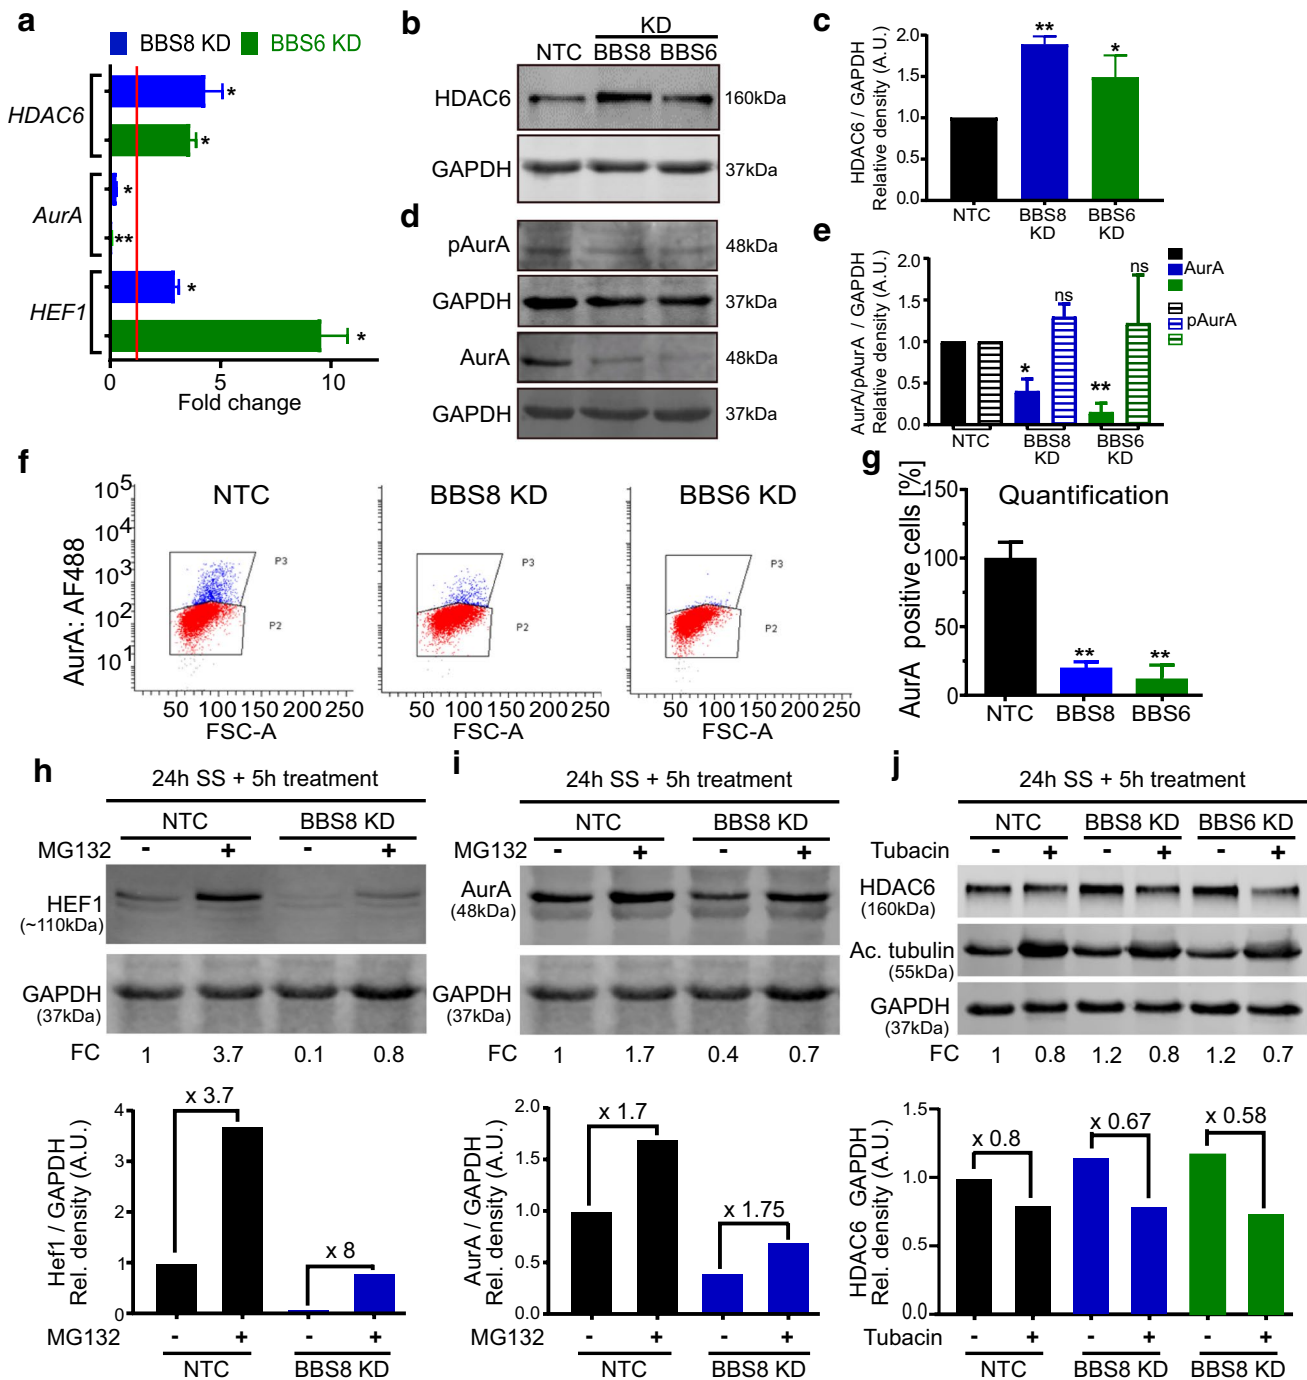 a
BBS8 KD
BBS6 KD
HDAC6
*
*
AurA
*
**
HEF1
*
*
0
5
10
Fold change
b
KD
NTC
BBS8
BBS6
HDAC6
160kDa
GAPDH
37kDa
c
HDAC6 / GAPDH
Relative density (A.U.)
2.0
1.5
1.0
0.5
0.0
**
*
NTC
BBS8
KD
BBS6
KD
d
pAurA
48kDa
GAPDH
37kDa
AurA
48kDa
GAPDH
37kDa
e
AurA/pAurA / GAPDH
Relative density (A.U.)
2.0
1.5
1.0
0.5
0.0
*
ns
**
ns
AurA
pAurA
NTC
BBS8
KD
BBS6
KD
f
NTC
BBS8 KD
BBS6 KD
AurA: AF488
10^5
10^4
10^3
10^2
10^1
P3
P2
P3
P2
P3
P2
50 100 150 200 250
50 100 150 200 250
50 100 150 200 250
FSC-A
FSC-A
FSC-A
g
Quantification
AurA positive cells [%]
150
100
50
0
**
**
NTC
BBS8
BBS6
h
24h SS + 5h treatment
NTC
BBS8 KD
MG132 - + - +
HEF1
(~110kDa)
GAPDH
(37kDa)
FC 1 3.7 0.1 0.8
Hef1 / GAPDH
Rel. density (A.U.)
4
3
2
1
0
x 3.7
x 8
MG132 - + - +
NTC
BBS8 KD
i
24h SS + 5h treatment
NTC
BBS8 KD
MG132 - + - +
AurA
(48kDa)
GAPDH
(37kDa)
FC 1 1.7 0.4 0.7
AurA / GAPDH
Rel. density (A.U.)
2.0
1.5
1.0
0.5
0.0
x 1.7
x 1.75
MG132 - + - +
NTC
BBS8 KD
j
24h SS + 5h treatment
NTC
BBS8 KD
BBS6 KD
Tubacin - + - + - +
HDAC6
(160kDa)
Ac. tubulin
(55kDa)
GAPDH
(37kDa)
FC 1 0.8 1.2 0.8 1.2 0.7
HDAC6 GAPDH
Rel. density (A.U.)
1.5
1.0
0.5
0.0
x 0.8
x 0.67
x 0.58
Tubacin - + - + - +
NTC
BBS8 KD
BBS8 KD